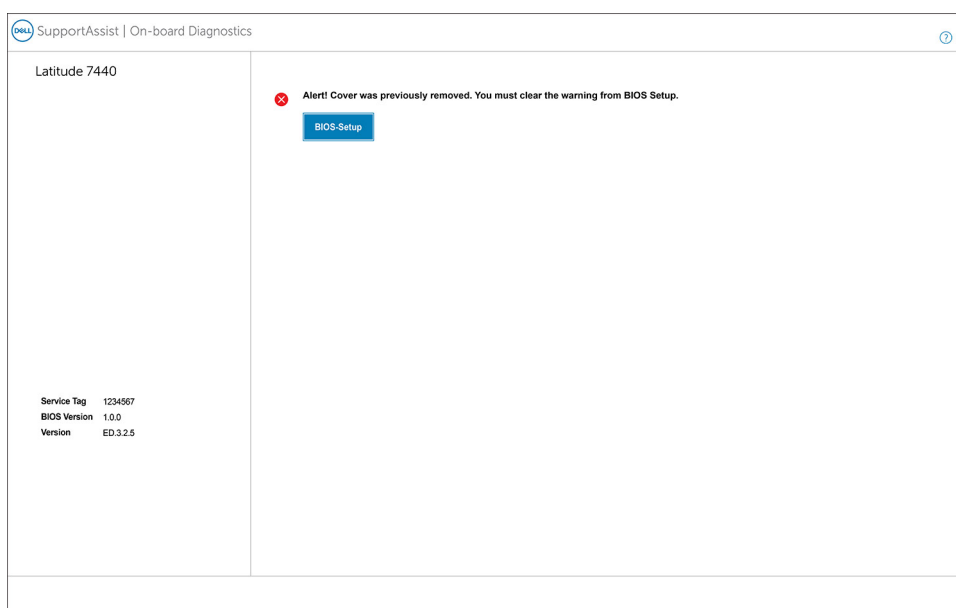 DELL SupportAssist | On-board Diagnostics
?
Latitude 7440
Alert! Cover was previously removed. You must clear the warning from BIOS Setup.
BIOS-Setup
Service Tag 1234567
BIOS Version 1.0.0
Version ED.3.2.5